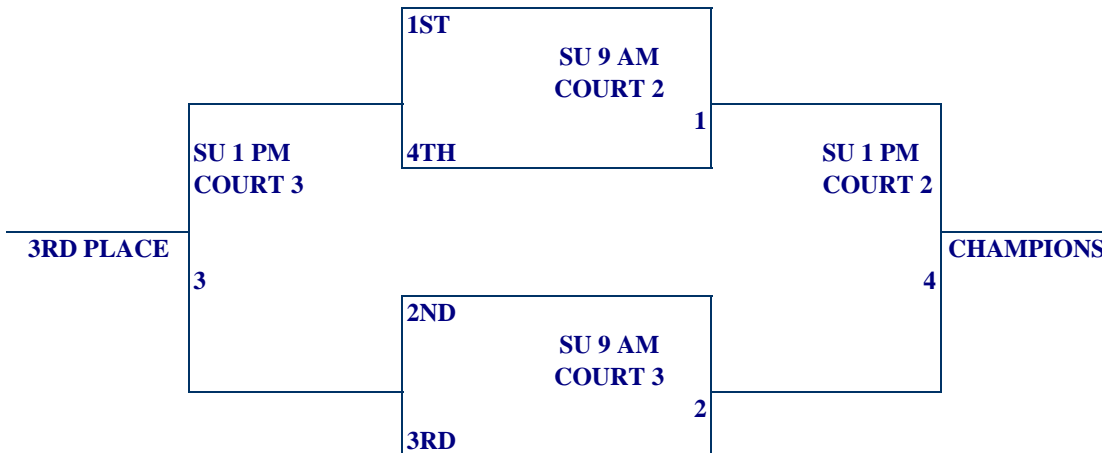 1ST
SU 9 AM
COURT 2
1
4TH
SU 1 PM
COURT 3
SU 1 PM
COURT 2
3RD PLACE
CHAMPIONS
3
4
2ND
SU 9 AM
COURT 3
2
3RD